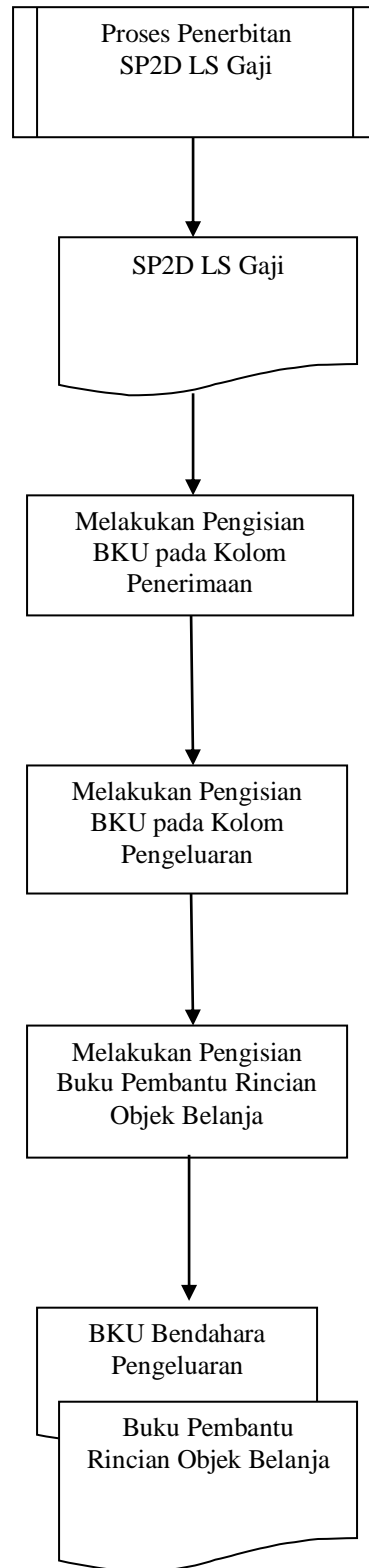 Proses Penerbitan
SP2D LS Gaji
SP2D LS Gaji
Melakukan Pengisian
BKU pada Kolom
Penerimaan
Melakukan Pengisian
BKU pada Kolom
Pengeluaran
Melakukan Pengisian
Buku Pembantu Rincian
Objek Belanja
BKU Bendahara
Pengeluaran
Buku Pembantu
Rincian Objek Belanja